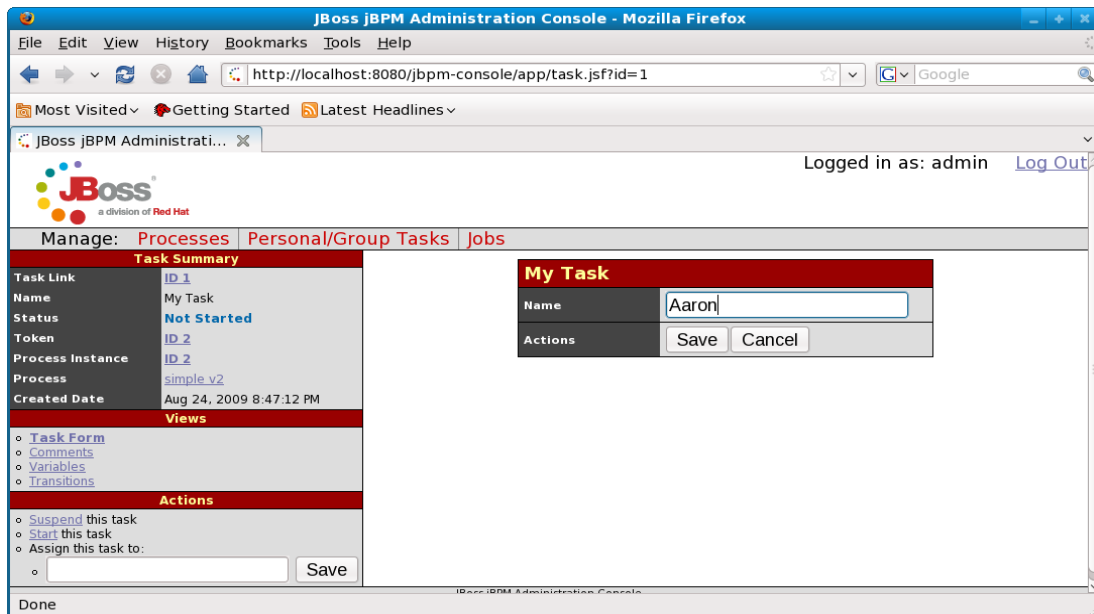 JBoss jBPM Administration Console - Mozilla Firefox
File Edit View History Bookmarks Tools Help
http://localhost:8080/jbpm-console/app/task.jsf?id=1 G Google
Most Visited Getting Started Latest Headlines
JBoss jBPM Administrati...
Logged in as: admin Log Out
JBoss
a division of Red Hat
Manage: Processes Personal/Group Tasks Jobs
Task Summary
Task Link ID 1
Name My Task
Status Not Started
Token ID 2
Process Instance ID 2
Process simple v2
Created Date Aug 24, 2009 8:47:12 PM
Views
Task Form
Comments
Variables
Transitions
Actions
Suspend this task
Start this task
Assign this task to:
Save
My Task
Name Aaron
Actions Save Cancel
JBoss jBPM Administration Console
Done